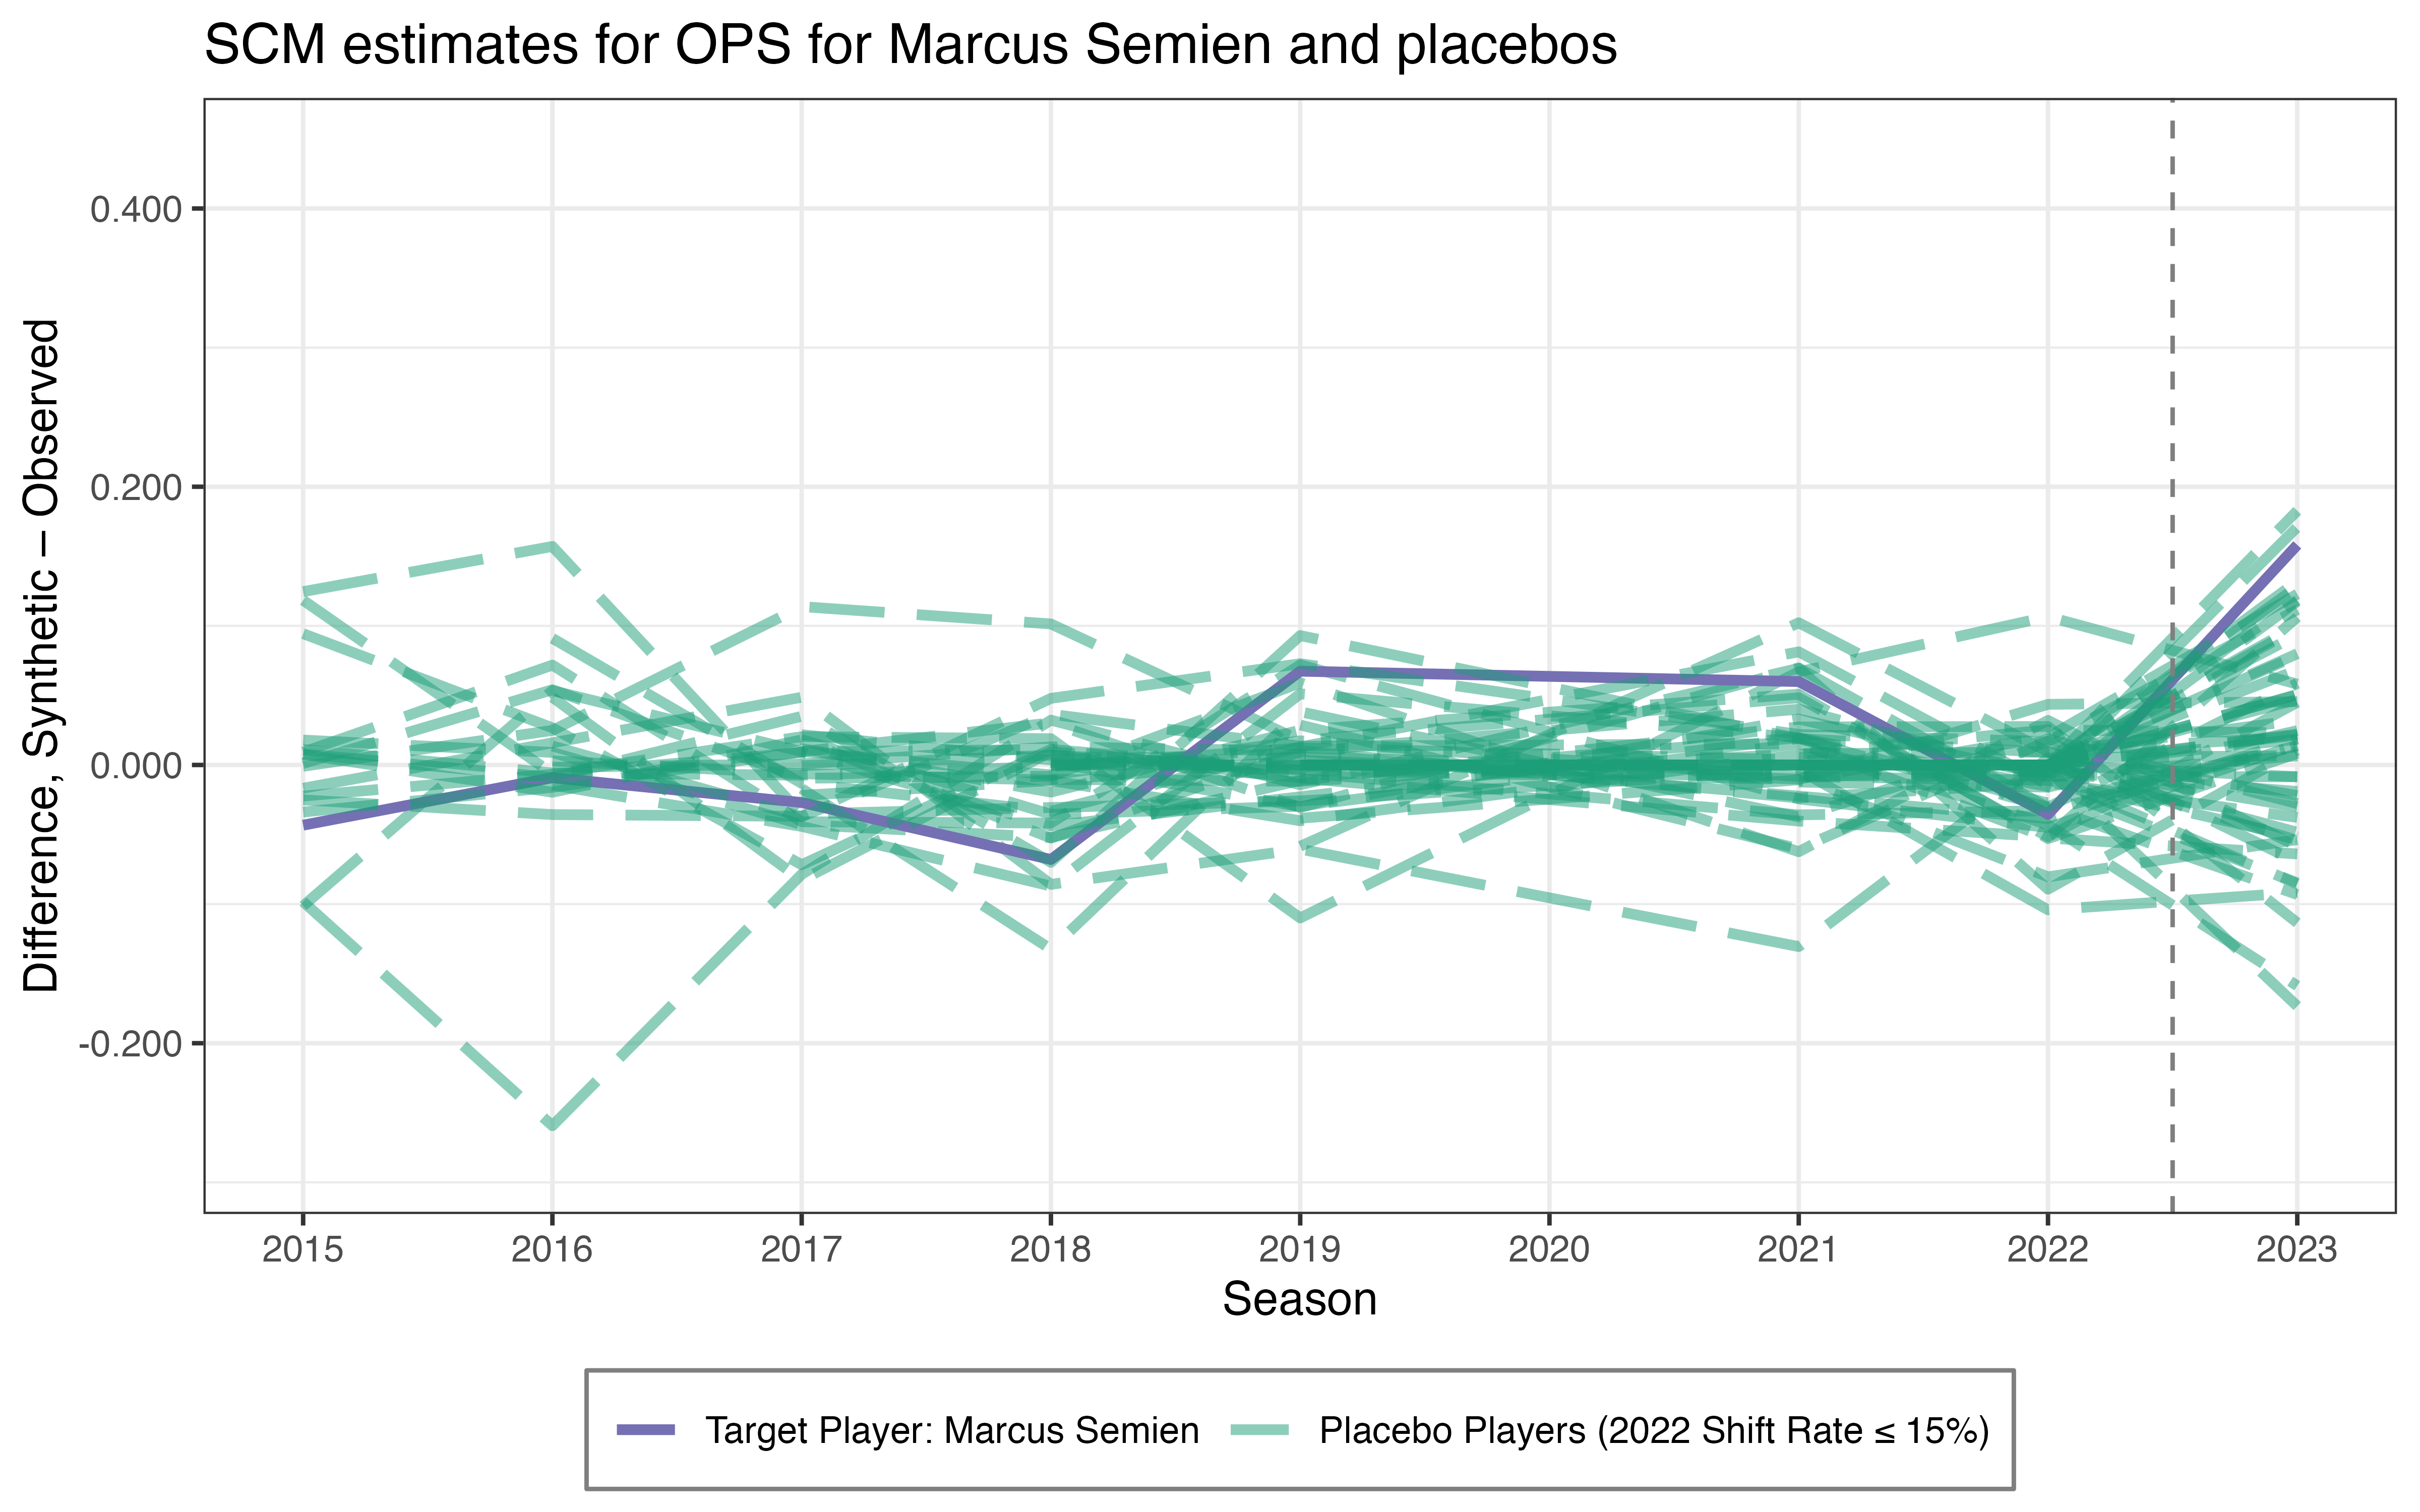 SCM estimates for OPS for Marcus Semien and placebos
Difference, Synthetic – Observed
0.400
0.200
0.000
-0.200
2015 2016 2017 2018 2019 2020 2021 2022 2023
Season
Target Player: Marcus Semien Placebo Players (2022 Shift Rate ≤ 15%)